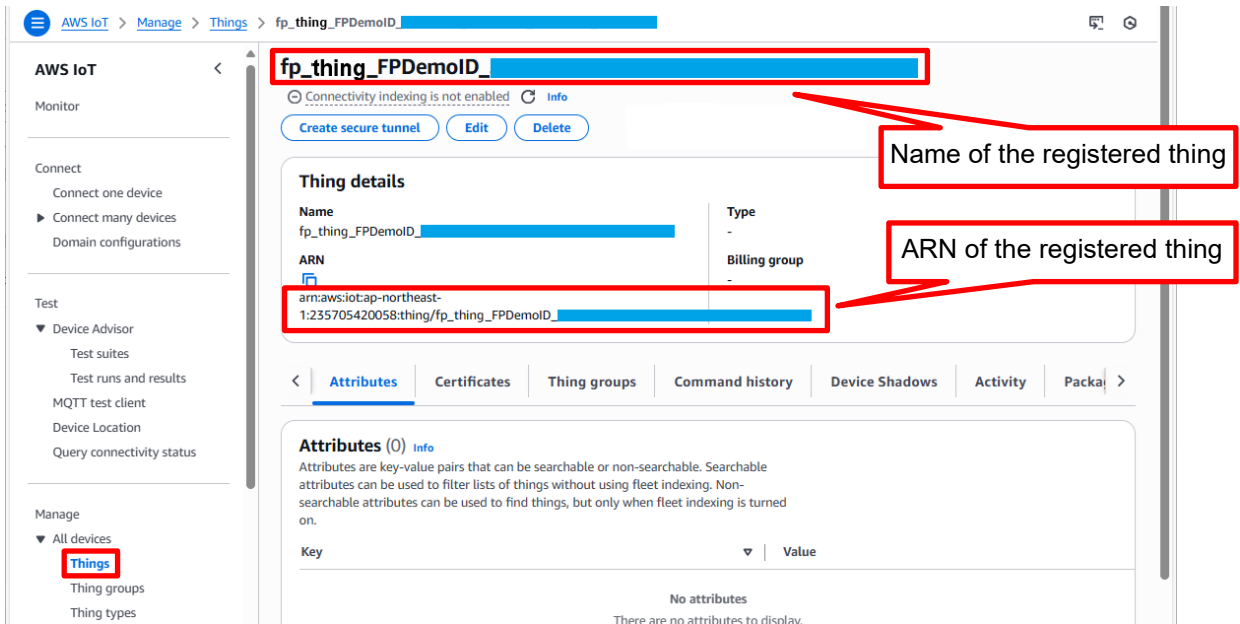 AWS IoT > Manage > Things > fp_thing_FPDemoID_
AWS IoT
Monitor
Connect
Connect one device
Connect many devices
Domain configurations
Test
Device Advisor
Test suites
Test runs and results
MQTT test client
Device Location
Query connectivity status
Manage
All devices
Things
Thing groups
Thing types
fp_thing_FPDemoID_
Connectivity indexing is not enabled Info
Create secure tunnel Edit Delete
Name of the registered thing
Thing details
Name
fp_thing_FPDemoID_
Type
-
ARN
arn:aws:iot:ap-northeast-
1:235705420058:thing/fp_thing_FPDemoID_
Billing group
-
ARN of the registered thing
Attributes Certificates Thing groups Command history Device Shadows Activity Packa
Attributes (0) Info
Attributes are key-value pairs that can be searchable or non-searchable. Searchable
attributes can be used to filter lists of things without using fleet indexing. Non-
searchable attributes can be used to find things, but only when fleet indexing is turned
on.
Key Value
No attributes
There are no attributes to display.